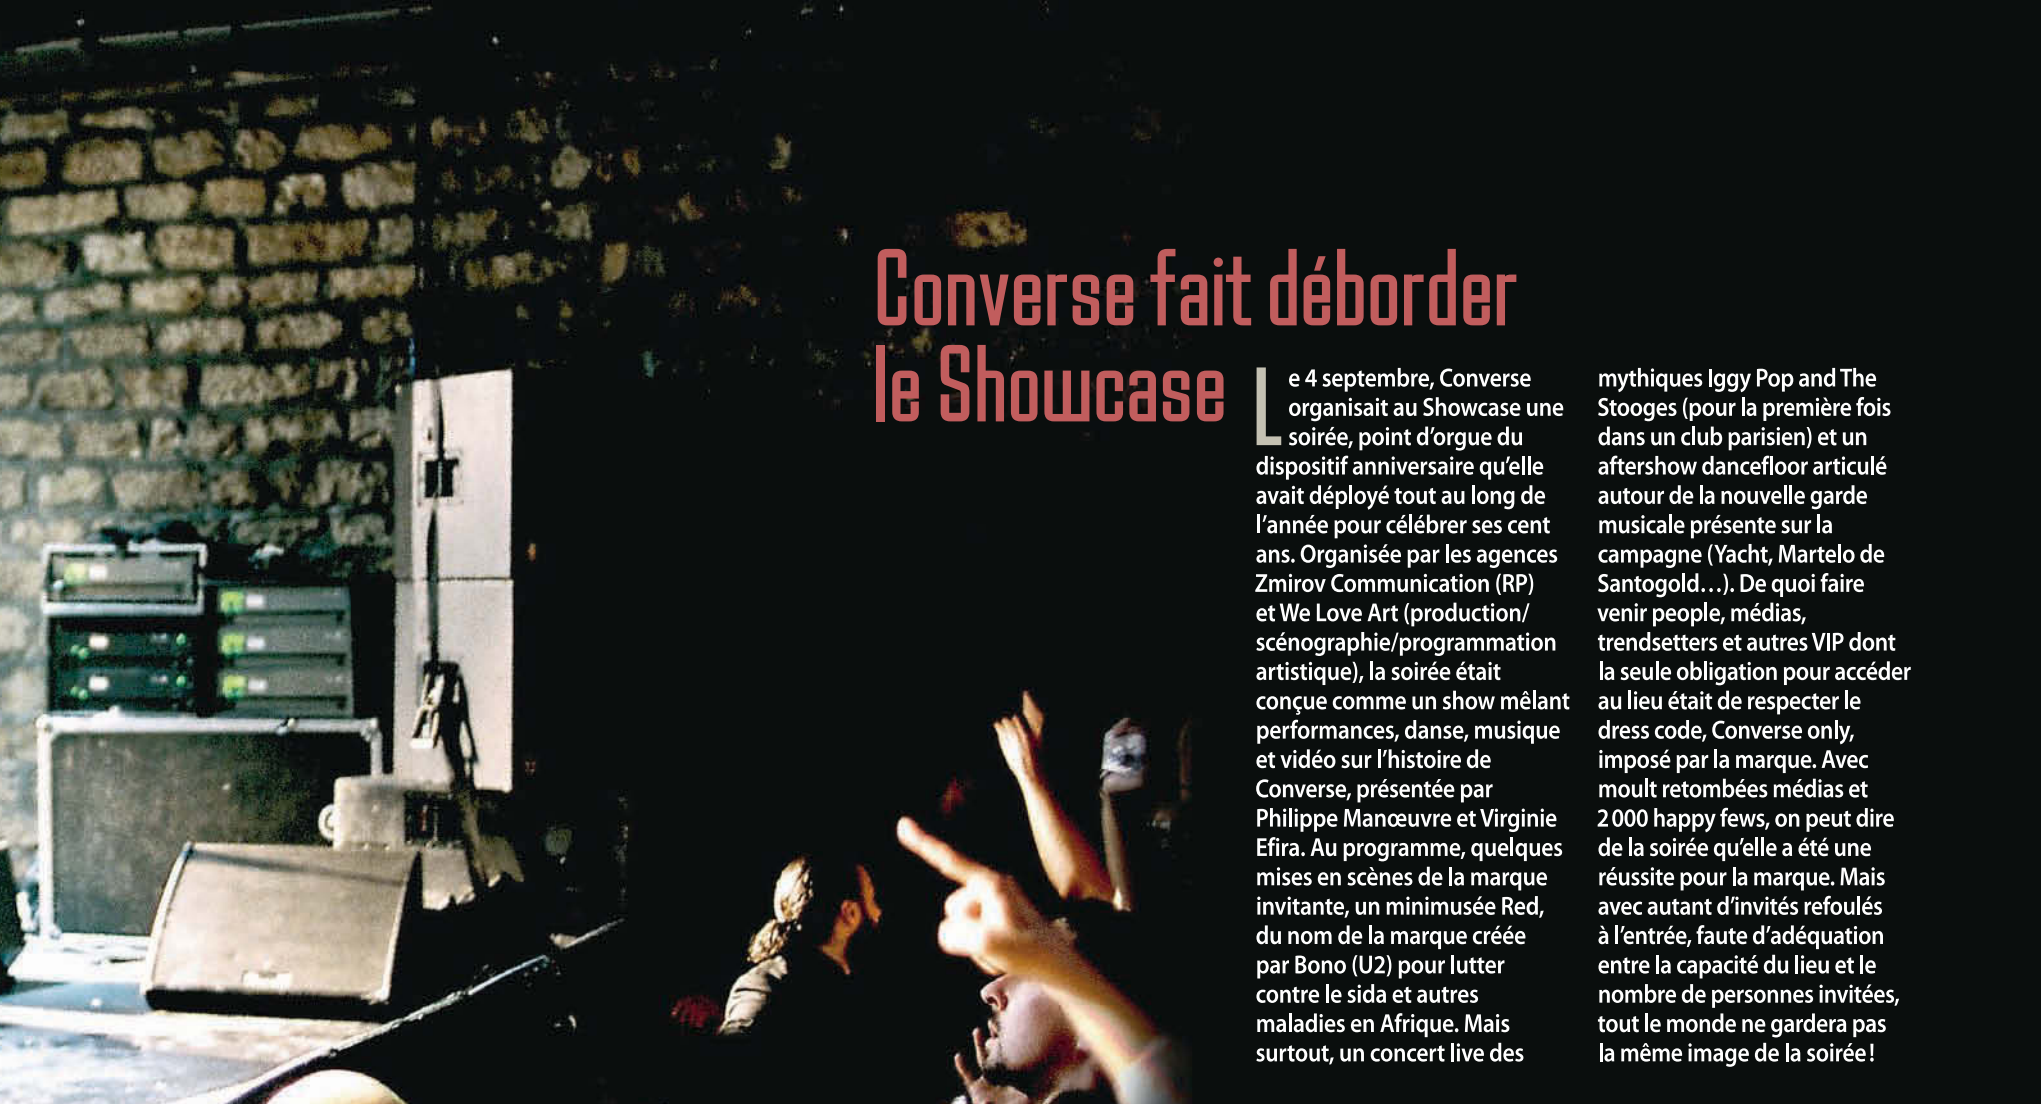 Converse fait déborder
le Showcase
Le 4 septembre, Converse
organisait au Showcase une
soirée, point d’orgue du
dispositif anniversaire qu’elle
avait déployé tout au long de
l’année pour célébrer ses cent
ans. Organisée par les agences
Zmirov Communication (RP)
et We Love Art (production/
scénographie/programmation
artistique), la soirée était
conçue comme un show mêlant
performances, danse, musique
et vidéo sur l’histoire de
Converse, présentée par
Philippe Manœuvre et Virginie
Efira. Au programme, quelques
mises en scènes de la marque
invitante, un minimusée Red,
du nom de la marque créée
par Bono (U2) pour lutter
contre le sida et autres
maladies en Afrique. Mais
surtout, un concert live des
mythiques Iggy Pop and The
Stooges (pour la première fois
dans un club parisien) et un
aftershow dancefloor articulé
autour de la nouvelle garde
musicale présente sur la
campagne (Yacht, Martelo de
Santogold…). De quoi faire
venir people, médias,
trendsetters et autres VIP dont
la seule obligation pour accéder
au lieu était de respecter le
dress code, Converse only,
imposé par la marque. Avec
moult retombées médias et
2 000 happy fews, on peut dire
de la soirée qu’elle a été une
réussite pour la marque. Mais
avec autant d’invités refoulés
à l’entrée, faute d’adéquation
entre la capacité du lieu et le
nombre de personnes invitées,
tout le monde ne gardera pas
la même image de la soirée !